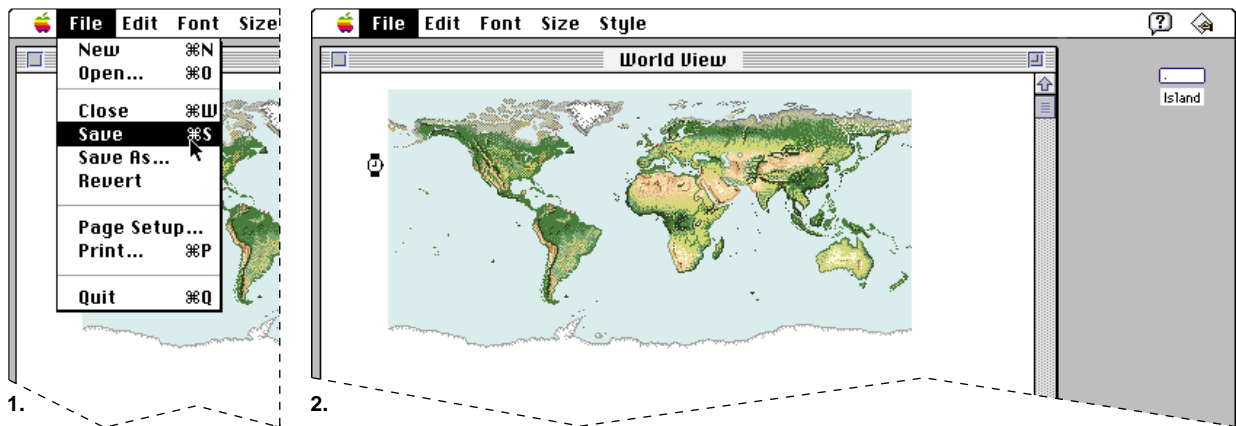 File Edit Font Size
New ⌘N
Open... ⌘O
Close ⌘W
Save ⌘S
Save As...
Revert
Page Setup...
Print... ⌘P
Quit ⌘Q
1.
File Edit Font Size Style
World View
Island
2.